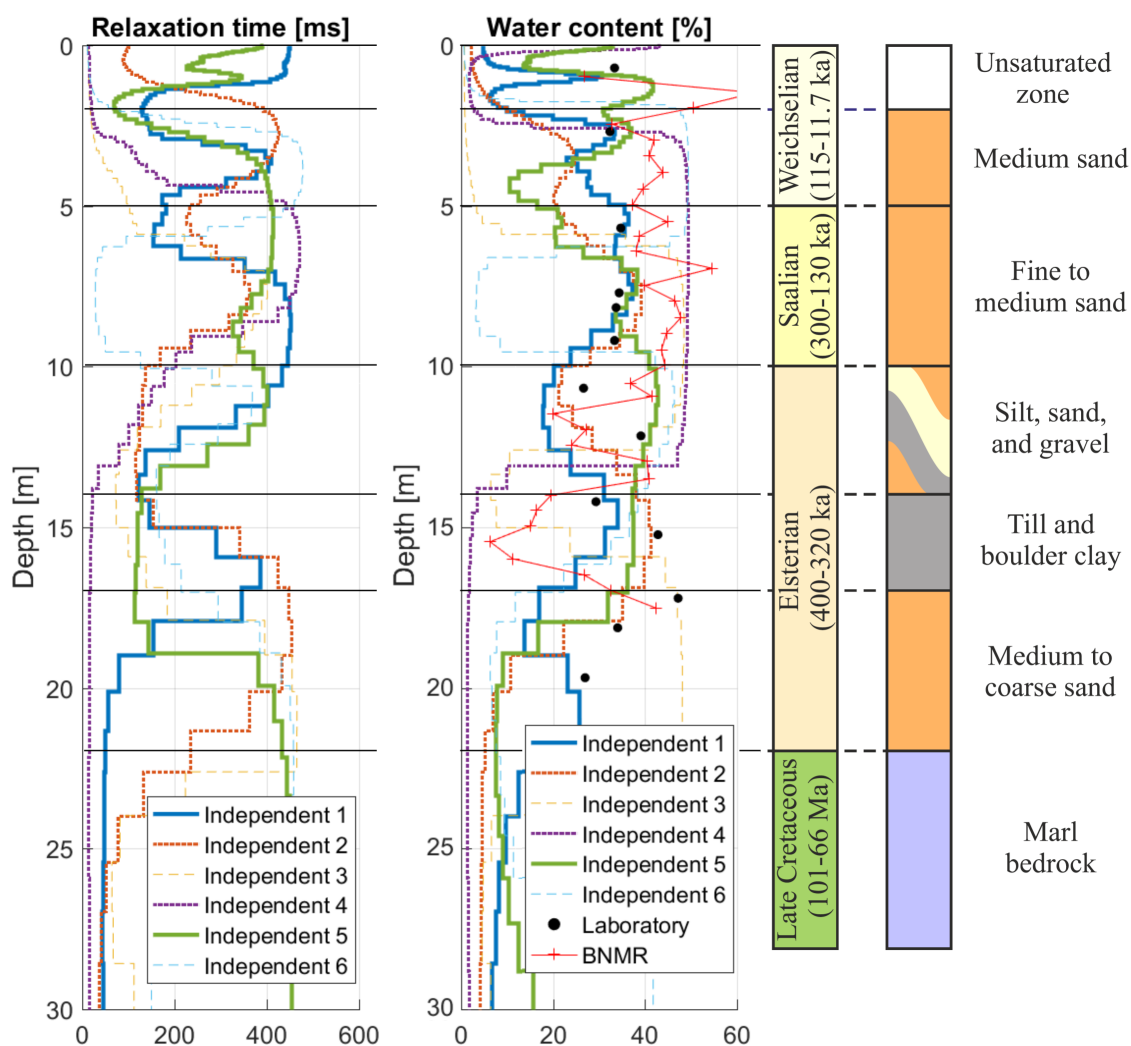 Relaxation time [ms]
Water content [%]
Depth [m]
0
5
10
15
20
25
30
0
200
400
600
Independent 1
Independent 2
Independent 3
Independent 4
Independent 5
Independent 6
Depth [m]
0
5
10
15
20
25
30
0
20
40
60
Independent 1
Independent 2
Independent 3
Independent 4
Independent 5
Independent 6
Laboratory
BNMR
Weichselian
(115-11.7 ka)
Saalian
(300-130 ka)
Elsterian
(400-320 ka)
Late Cretaceous
(101-66 Ma)
Unsaturated
zone
Medium sand
Fine to
medium sand
Silt, sand,
and gravel
Till and
boulder clay
Medium to
coarse sand
Marl
bedrock